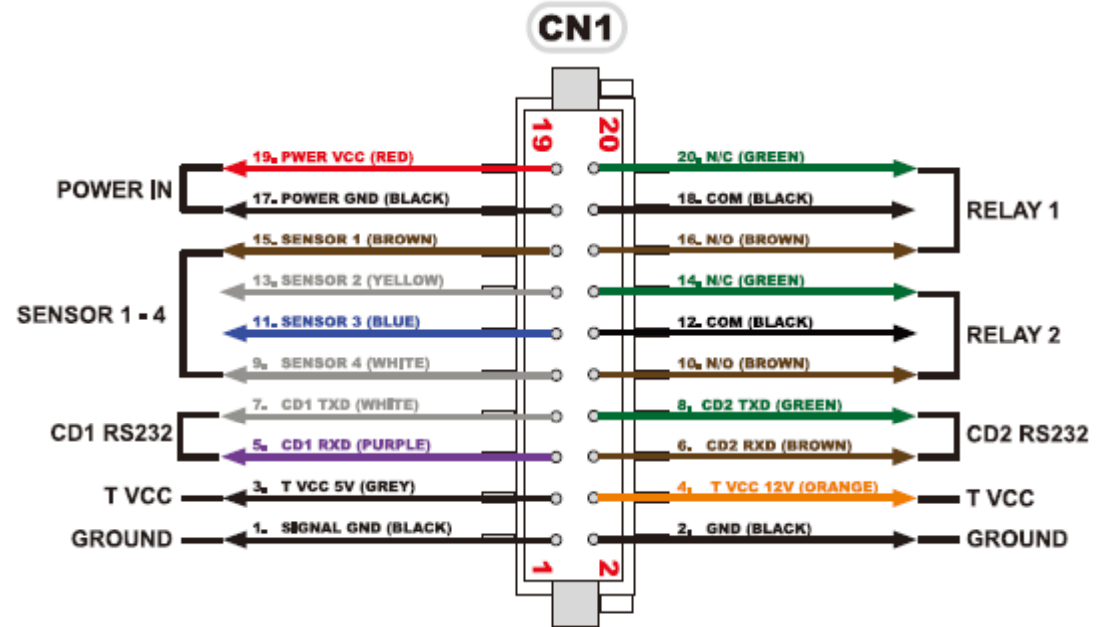 CN1
19 20
19. PWER VCC (RED)
17. POWER GND (BLACK)
POWER IN
15. SENSOR 1 (BROWN)
13. SENSOR 2 (YELLOW)
11. SENSOR 3 (BLUE)
9. SENSOR 4 (WHITE)
SENSOR 1 - 4
7. CD1 TXD (WHITE)
5. CD1 RXD (PURPLE)
CD1 RS232
3. T VCC 5V (GREY)
T VCC
1. SIGNAL GND (BLACK)
GROUND
20. N/C (GREEN)
18. COM (BLACK)
16. N/O (BROWN)
RELAY 1
14. N/C (GREEN)
12. COM (BLACK)
10. N/O (BROWN)
RELAY 2
8, CD2 TXD (GREEN)
6. CD2 RXD (BROWN)
CD2 RS232
4, T VCC 12V (ORANGE)
T VCC
2, GND (BLACK)
GROUND
1 2